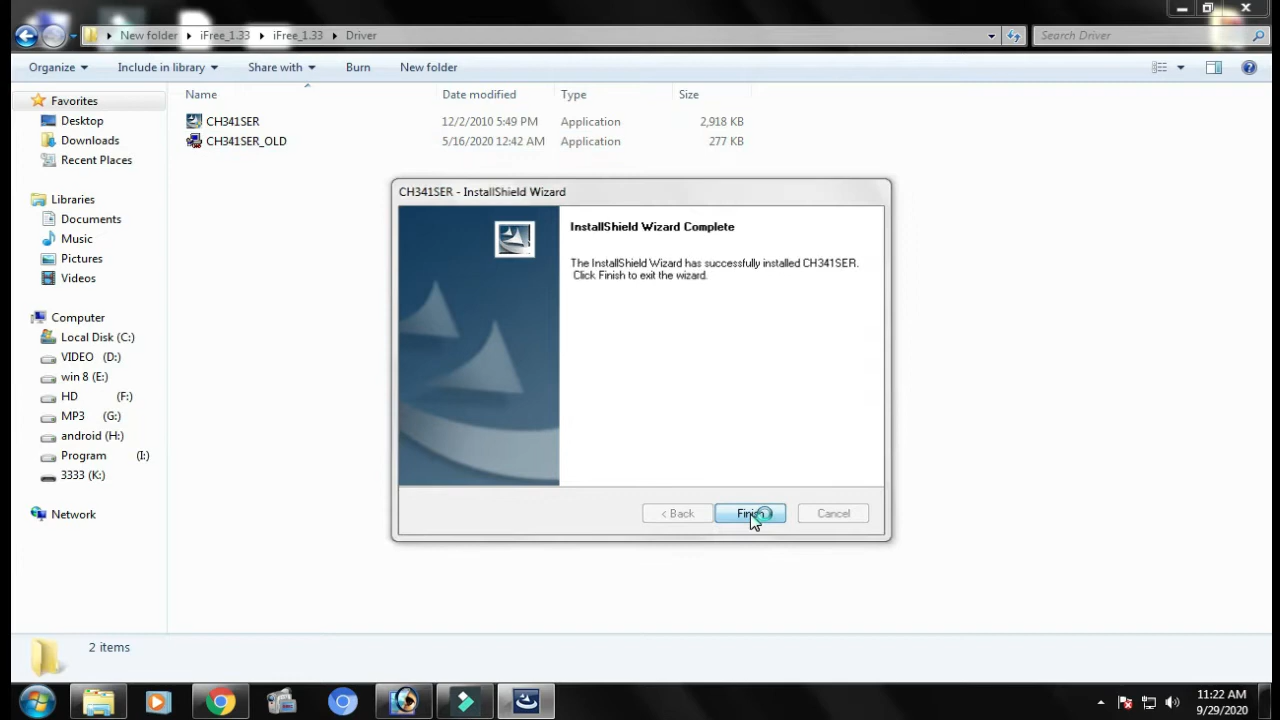 New folder ▸ iFree_1.33 ▸ iFree_1.33 ▸ Driver
Search Driver
Organize
Include in library
Share with
Burn
New folder
Favorites
Desktop
Downloads
Recent Places
Libraries
Documents
Music
Pictures
Videos
Computer
Local Disk (C:)
VIDEO (D:)
win 8 (E:)
HD (F:)
MP3 (G:)
android (H:)
Program (I:)
3333 (K:)
Network
Name Date modified Type Size
CH341SER 12/2/2010 5:49 PM Application 2,918 KB
CH341SER_OLD 5/16/2020 12:42 AM Application 277 KB
CH341SER - InstallShield Wizard
InstallShield Wizard Complete
The InstallShield Wizard has successfully installed CH341SER.
Click Finish to exit the wizard.
< Back
Finish
Cancel
2 items
11:22 AM
9/29/2020